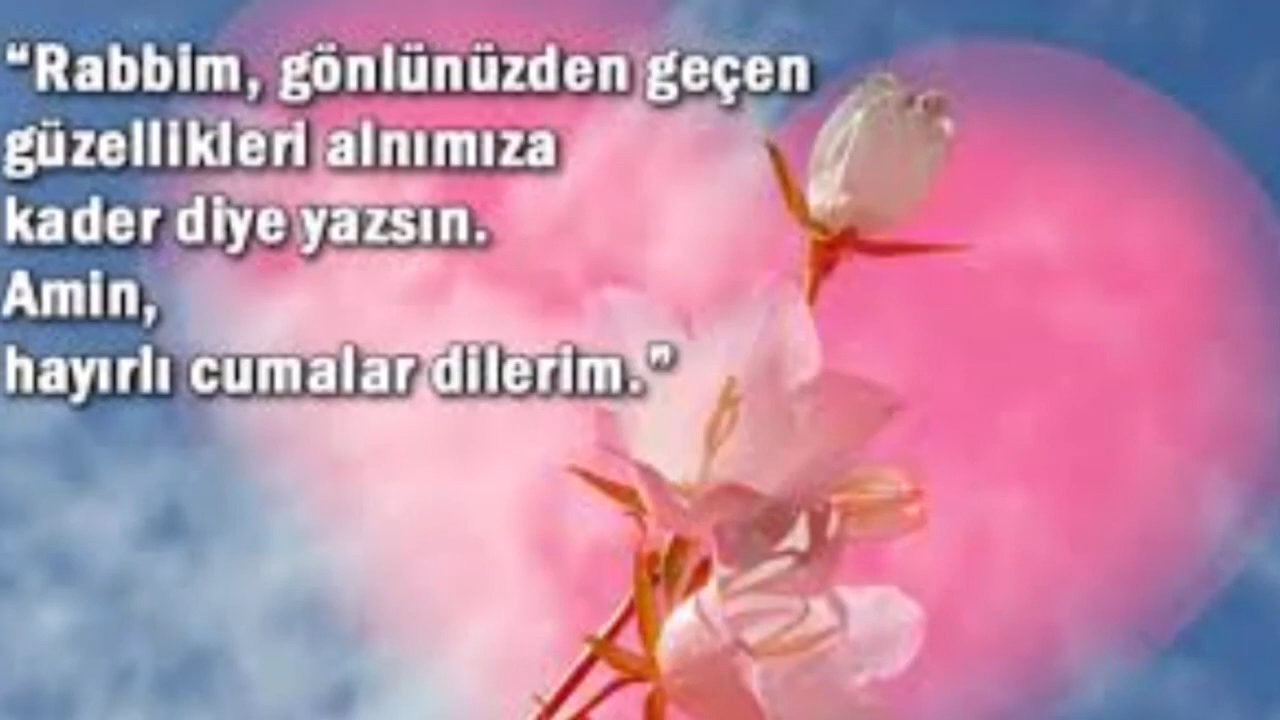 “Rabbim, gönlünüzden geçen
güzellikleri alnımıza
kader diye yazsın.
Amin,
hayırlı cumalar dilerim.”